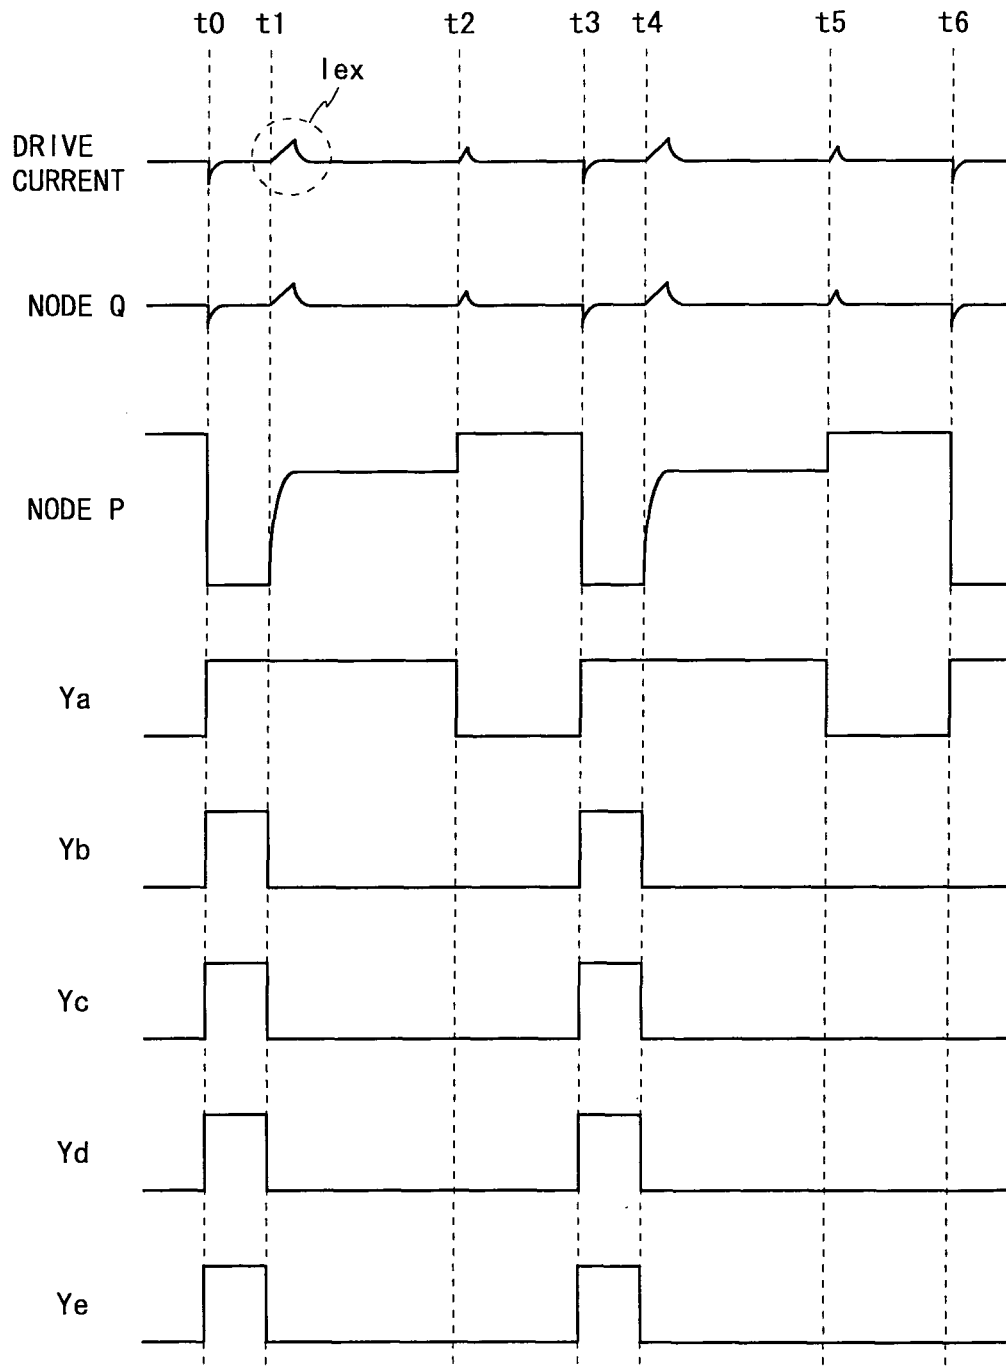 t0 t1 t2 t3 t4 t5 t6
Iex
DRIVE
CURRENT
NODE Q
NODE P
Ya
Yb
Yc
Yd
Ye